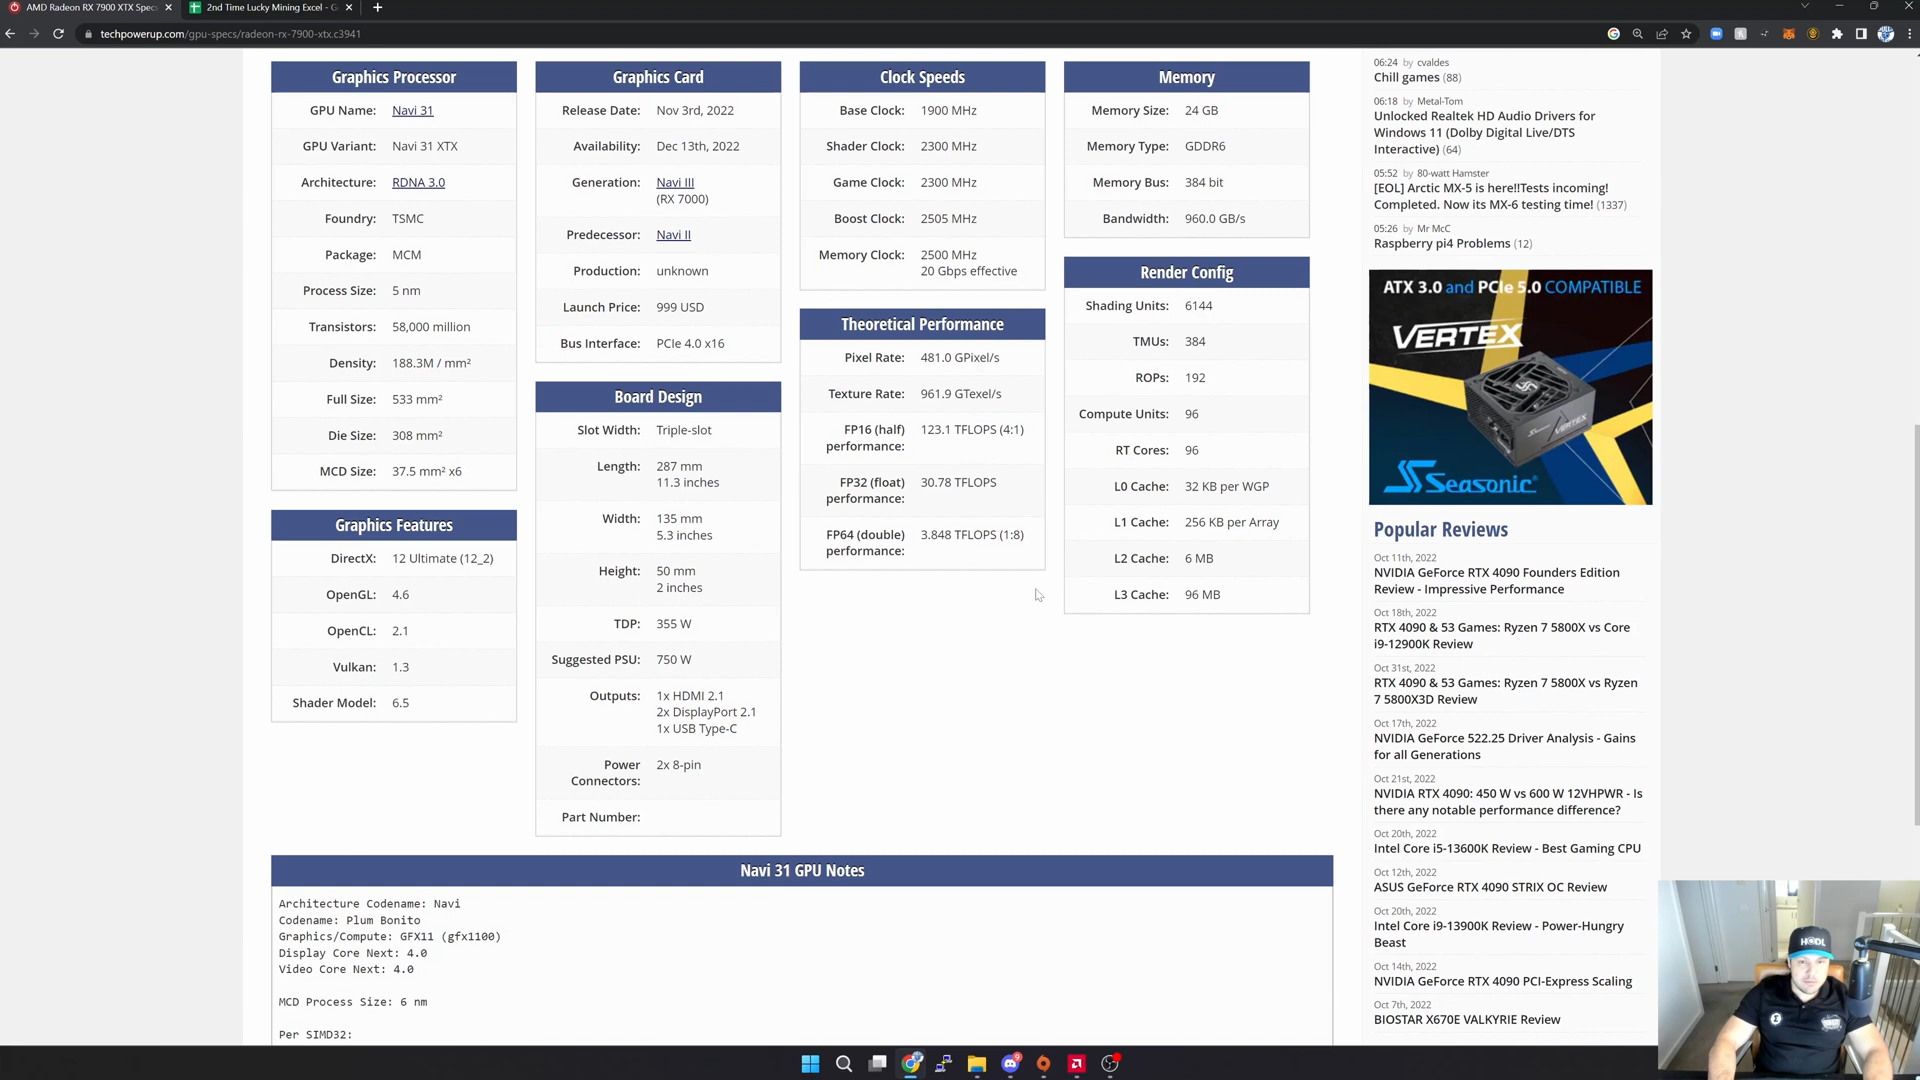 AMD Radeon RX 7900 XTX Specs
2nd Time Lucky Mining Excel - G
techpowerup.com/gpu-specs/radeon-rx-7900-xtx.c3941
Graphics Processor
GPU Name: Navi 31
GPU Variant: Navi 31 XTX
Architecture: RDNA 3.0
Foundry: TSMC
Package: MCM
Process Size: 5 nm
Transistors: 58,000 million
Density: 188.3M / mm²
Full Size: 533 mm²
Die Size: 308 mm²
MCD Size: 37.5 mm² x6
Graphics Features
DirectX: 12 Ultimate (12_2)
OpenGL: 4.6
OpenCL: 2.1
Vulkan: 1.3
Shader Model: 6.5
Graphics Card
Release Date: Nov 3rd, 2022
Availability: Dec 13th, 2022
Generation: Navi III
(RX 7000)
Predecessor: Navi II
Production: unknown
Launch Price: 999 USD
Bus Interface: PCIe 4.0 x16
Board Design
Slot Width: Triple-slot
Length: 287 mm
11.3 inches
Width: 135 mm
5.3 inches
Height: 50 mm
2 inches
TDP: 355 W
Suggested PSU: 750 W
Outputs: 1x HDMI 2.1
2x DisplayPort 2.1
1x USB Type-C
Power Connectors: 2x 8-pin
Part Number:
Clock Speeds
Base Clock: 1900 MHz
Shader Clock: 2300 MHz
Game Clock: 2300 MHz
Boost Clock: 2505 MHz
Memory Clock: 2500 MHz
20 Gbps effective
Theoretical Performance
Pixel Rate: 481.0 GPixel/s
Texture Rate: 961.9 GTexel/s
FP16 (half) performance: 123.1 TFLOPS (4:1)
FP32 (float) performance: 30.78 TFLOPS
FP64 (double) performance: 3.848 TFLOPS (1:8)
Memory
Memory Size: 24 GB
Memory Type: GDDR6
Memory Bus: 384 bit
Bandwidth: 960.0 GB/s
Render Config
Shading Units: 6144
TMUs: 384
ROPs: 192
Compute Units: 96
RT Cores: 96
L0 Cache: 32 KB per WGP
L1 Cache: 256 KB per Array
L2 Cache: 6 MB
L3 Cache: 96 MB
Navi 31 GPU Notes
Architecture Codename: Navi
Codename: Plum Bonito
Graphics/Compute: GFX11 (gfx1100)
Display Core Next: 4.0
Video Core Next: 4.0
MCD Process Size: 6 nm
Per SIMD32:
06:24 by cvaldes
Chill games (88)
06:18 by Metal-Tom
Unlocked Realtek HD Audio Drivers for
Windows 11 (Dolby Digital Live/DTS
Interactive) (64)
05:52 by 80-watt Hamster
[EOL] Arctic MX-5 is here!!Tests incoming!
Completed. Now its MX-6 testing time! (1337)
05:26 by Mr McC
Raspberry pi4 Problems (12)
ATX 3.0 and PCIe 5.0 COMPATIBLE
VERTEX
Seasonic
Popular Reviews
Oct 11th, 2022
NVIDIA GeForce RTX 4090 Founders Edition
Review - Impressive Performance
Oct 18th, 2022
RTX 4090 & 53 Games: Ryzen 7 5800X vs Core
i9-12900K Review
Oct 31st, 2022
RTX 4090 & 53 Games: Ryzen 7 5800X vs Ryzen
7 5800X3D Review
Oct 17th, 2022
NVIDIA GeForce 522.25 Driver Analysis - Gains
for all Generations
Oct 21st, 2022
NVIDIA RTX 4090: 450 W vs 600 W 12VHPWR - Is
there any notable performance difference?
Oct 20th, 2022
Intel Core i5-13600K Review - Best Gaming CPU
Oct 12th, 2022
ASUS GeForce RTX 4090 STRIX OC Review
Oct 20th, 2022
Intel Core i9-13900K Review - Power-Hungry
Beast
Oct 14th, 2022
NVIDIA GeForce RTX 4090 PCI-Express Scaling
Oct 7th, 2022
BIOSTAR X670E VALKYRIE Review
HODL